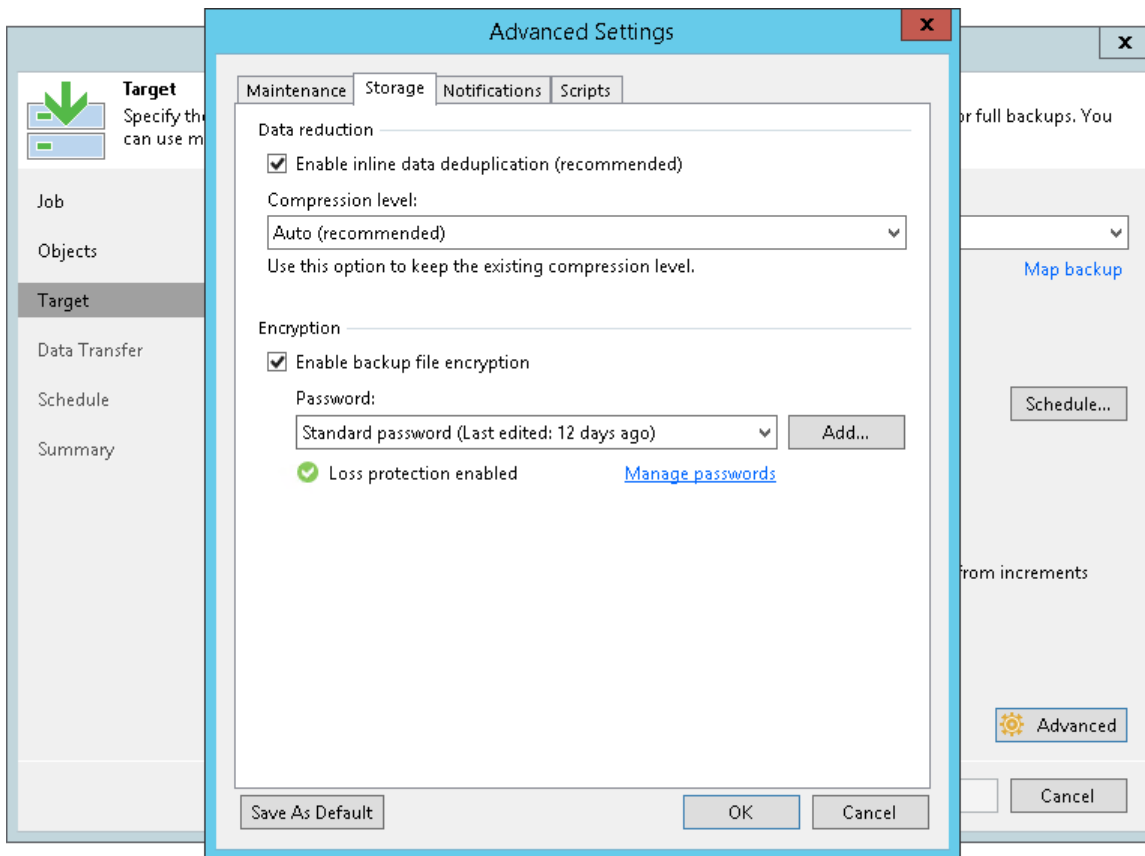 Advanced Settings
X
X
Target
Specify th
or full backups. You
can use m
Job
Objects
Target
Data Transfer
Schedule
Summary
Maintenance
Storage
Notifications
Scripts
Data reduction
Enable inline data deduplication (recommended)
Compression level:
Auto (recommended)
Use this option to keep the existing compression level.
Encryption
Enable backup file encryption
Password:
Standard password (Last edited: 12 days ago)
Add...
Loss protection enabled
Manage passwords
Save As Default
OK
Cancel
Map backup
Schedule...
from increments
Advanced
Cancel